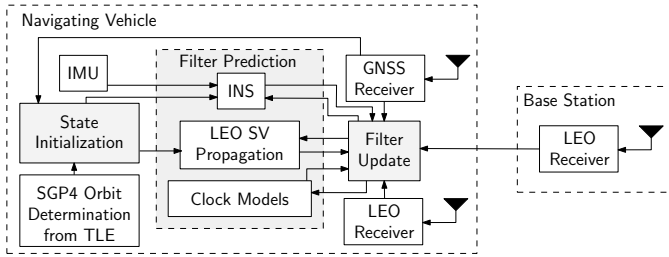 Navigating Vehicle
Filter Prediction
IMU
INS
GNSS
Receiver
State
Initialization
LEO SV
Propagation
Filter
Update
Clock Models
SGP4 Orbit
Determination
from TLE
LEO
Receiver
Base Station
LEO
Receiver